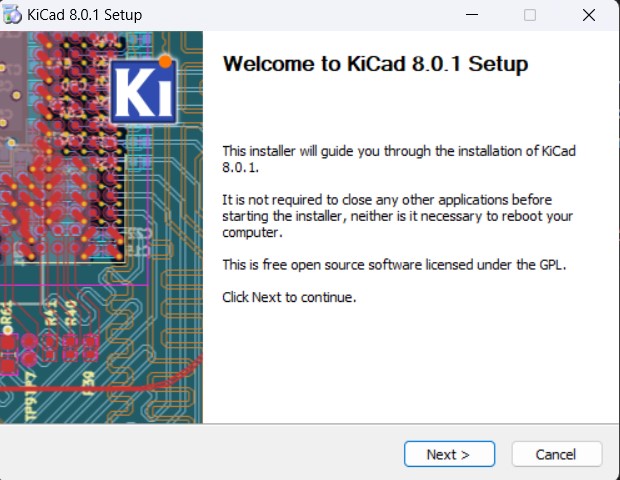 KiCad 8.0.1 Setup
Ki
Welcome to KiCad 8.0.1 Setup
This installer will guide you through the installation of KiCad
8.0.1.
It is not required to close any other applications before
starting the installer, neither is it necessary to reboot your
computer.
This is free open source software licensed under the GPL.
Click Next to continue.
R61
R41
R40
Next >
Cancel